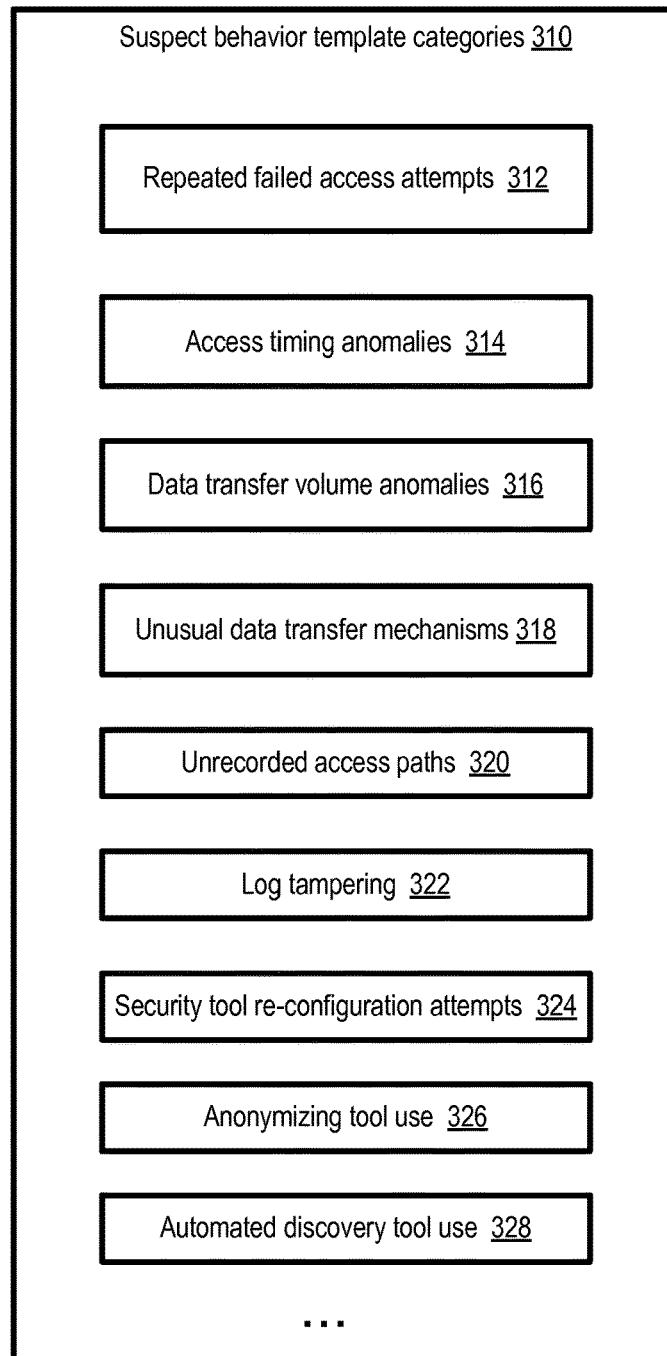 Suspect behavior template categories 310
Repeated failed access attempts 312
Access timing anomalies 314
Data transfer volume anomalies 316
Unusual data transfer mechanisms 318
Unrecorded access paths 320
Log tampering 322
Security tool re-configuration attempts 324
Anonymizing tool use 326
Automated discovery tool use 328
...